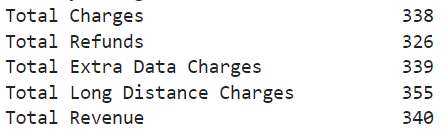 Total Charges 338
Total Refunds 326
Total Extra Data Charges 339
Total Long Distance Charges 355
Total Revenue 340